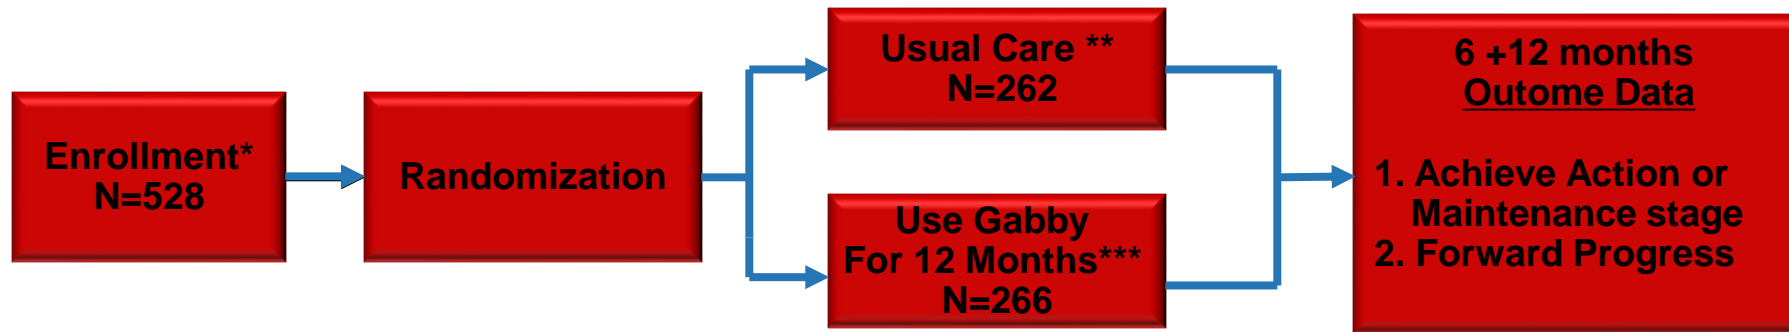 Enrollment*
N=528
Randomization
Usual Care **
N=262
Use Gabby
For 12 Months***
N=266
6 +12 months
Outome Data
1. Achieve Action or
Maintenance stage
2. Forward Progress